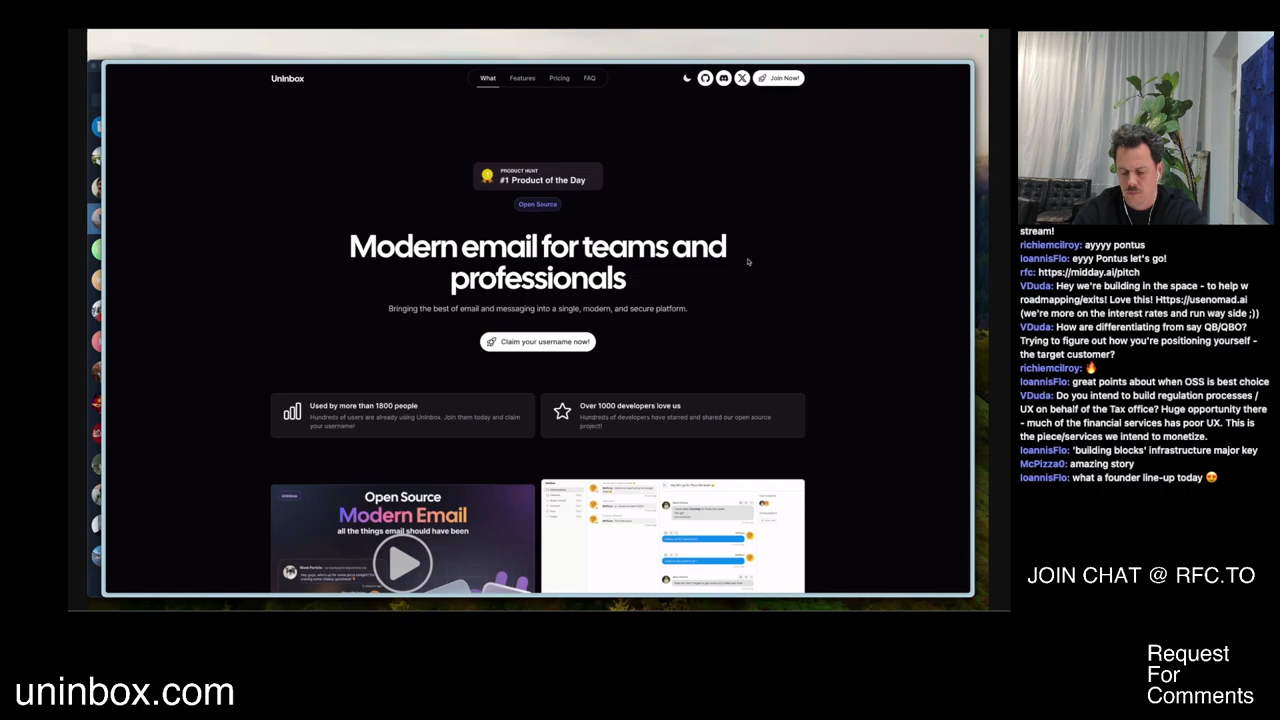 UnInbox
What
Features
Pricing
FAQ
Join Now!
PRODUCT HUNT
#1 Product of the Day
Open Source
Modern email for teams and
professionals
Bringing the best of email and messaging into a single, modern, and secure platform.
Claim your username now!
Used by more than 1800 people
Hundreds of users are already using UnInbox. Join them today and claim
your username!
Over 1000 developers love us
Hundreds of developers have starred and shared our open source
project!
UnInbox
Open Source
Modern Email
all the things email should have been
stream!
richiemcilroy: ayyyy pontus
IoannisFlo: eyyy Pontus let's go!
rfc: https://midday.ai/pitch
VDuda: Hey we're building in the space - to help w
roadmapping/exits! Love this! Https://usenomad.ai
(we're more on the interest rates and run way side ;))
VDuda: How are differentiating from say QB/QBO?
Trying to figure out how you're positioning yourself -
the target customer?
richiemcilroy: 🔥
IoannisFlo: great points about when OSS is best choice
VDuda: Do you intend to build regulation processes /
UX on behalf of the Tax office? Huge opportunity there
- much of the financial services has poor UX. This is
the piece/services we intend to monetize.
IoannisFlo: 'building blocks' infrastructure major key
McPizza0: amazing story
IoannisFlo: what a stellar line-up today 😍
JOIN CHAT @ RFC.TO
Request
For
Comments
uninbox.com